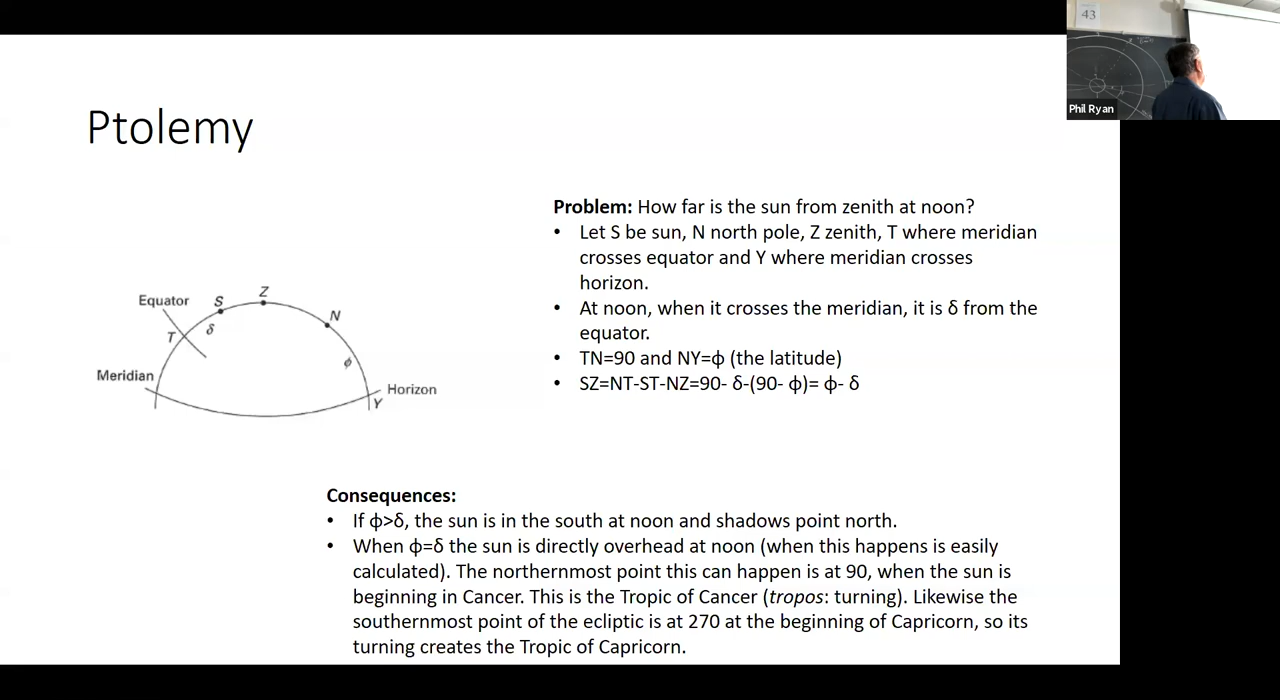 43
Phil Ryan
Ptolemy
Problem: How far is the sun from zenith at noon?
• Let S be sun, N north pole, Z zenith, T where meridian
crosses equator and Y where meridian crosses
horizon.
• At noon, when it crosses the meridian, it is δ from the
equator.
• TN=90 and NY=ϕ (the latitude)
• SZ=NT-ST-NZ=90- δ-(90- ϕ)= ϕ- δ
Equator
S
Z
N
T
δ
ϕ
Meridian
Horizon
Y
Consequences:
• If ϕ>δ, the sun is in the south at noon and shadows point north.
• When ϕ=δ the sun is directly overhead at noon (when this happens is easily
calculated). The northernmost point this can happen is at 90, when the sun is
beginning in Cancer. This is the Tropic of Cancer (tropos: turning). Likewise the
southernmost point of the ecliptic is at 270 at the beginning of Capricorn, so its
turning creates the Tropic of Capricorn.